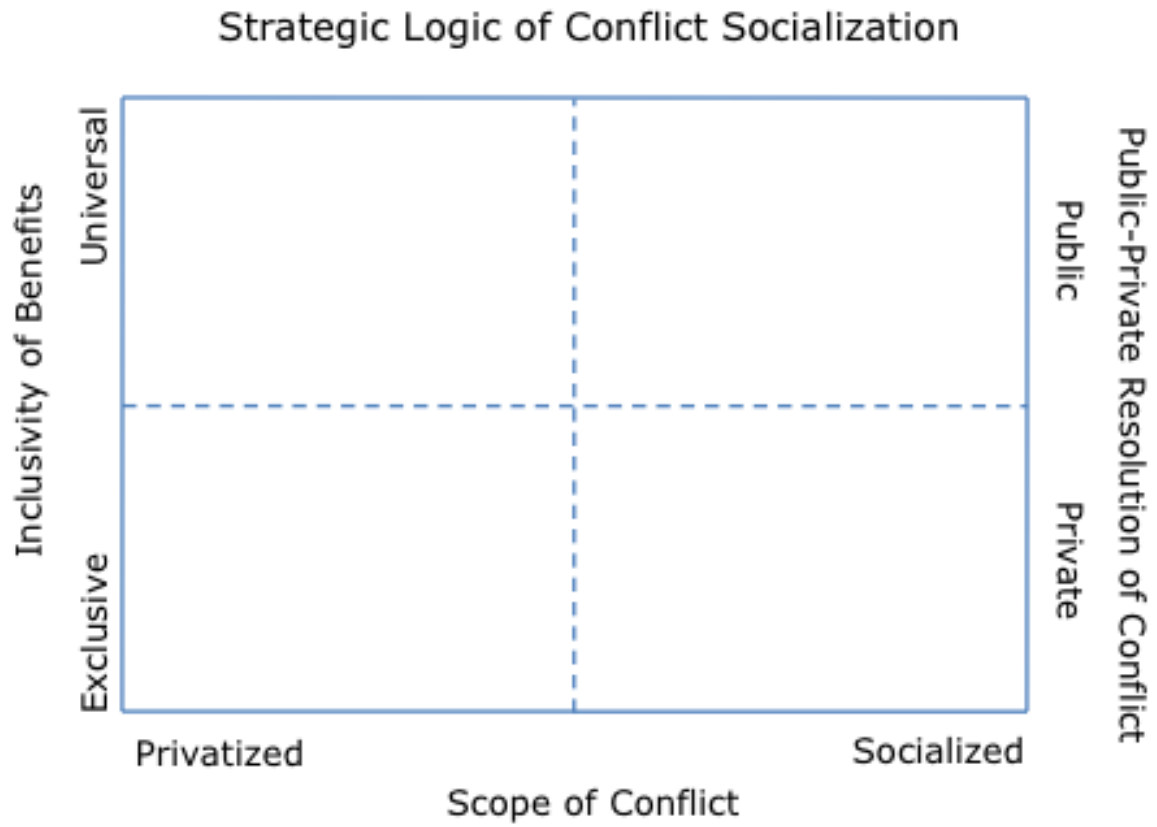 Strategic Logic of Conflict Socialization
Inclusivity of Benefits
Universal
Exclusive
Public
Private
Public-Private Resolution of Conflict
Privatized
Socialized
Scope of Conflict